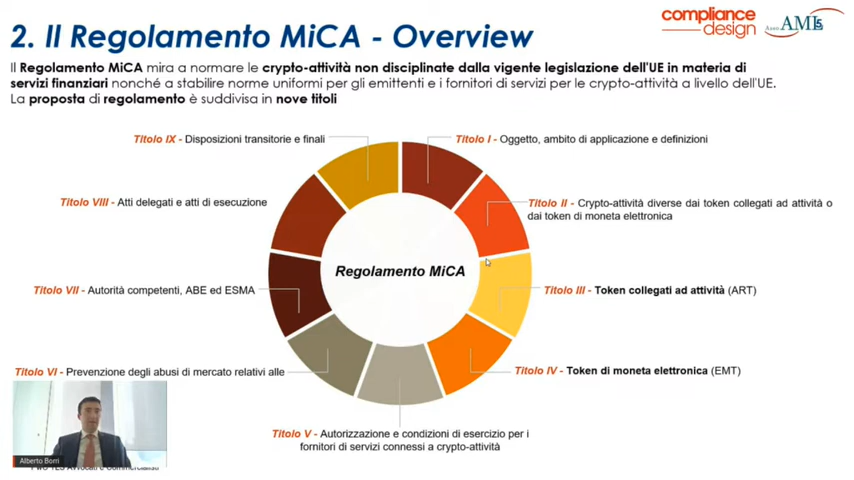 compliance
design
AML
2. Il Regolamento MiCA - Overview
Il Regolamento MiCA mira a normare le crypto-attività non disciplinate dalla vigente legislazione dell'UE in materia di
servizi finanziari nonché a stabilire norme uniformi per gli emittenti e i fornitori di servizi per le crypto-attività a livello dell'UE.
La proposta di regolamento è suddivisa in nove titoli
Titolo IX - Disposizioni transitorie e finali
Titolo I - Oggetto, ambito di applicazione e definizioni
Titolo VIII - Atti delegati e atti di esecuzione
Titolo II - Crypto-attività diverse dai token collegati ad attività o
dai token di moneta elettronica
Regolamento MiCA
Titolo VII - Autorità competenti, ABE ed ESMA
Titolo III - Token collegati ad attività (ART)
Titolo VI - Prevenzione degli abusi di mercato relativi alle
Titolo IV - Token di moneta elettronica (EMT)
Titolo V - Autorizzazione e condizioni di esercizio per i
fornitori di servizi connessi a crypto-attività
Alberto Borri